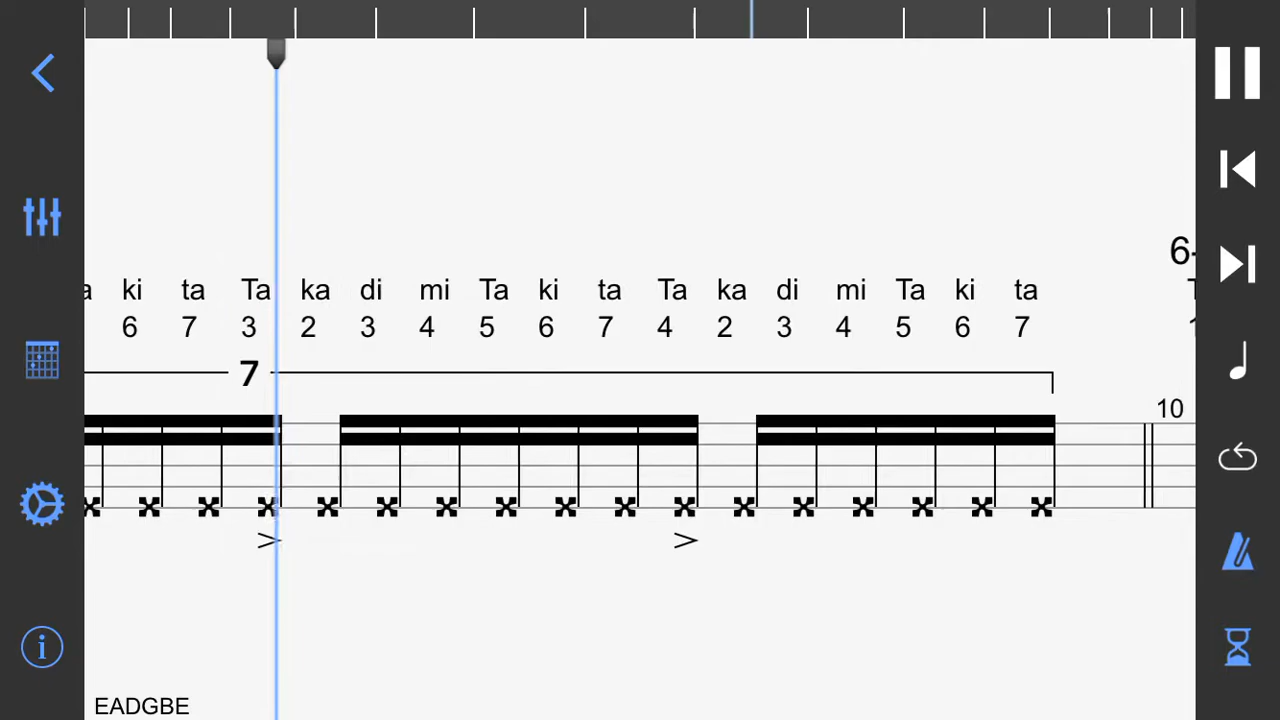 6-
a ki ta Ta ka di mi Ta ki ta Ta ka di mi Ta ki ta
6 7 3 2 3 4 5 6 7 4 2 3 4 5 6 7
7
10
EADGBE